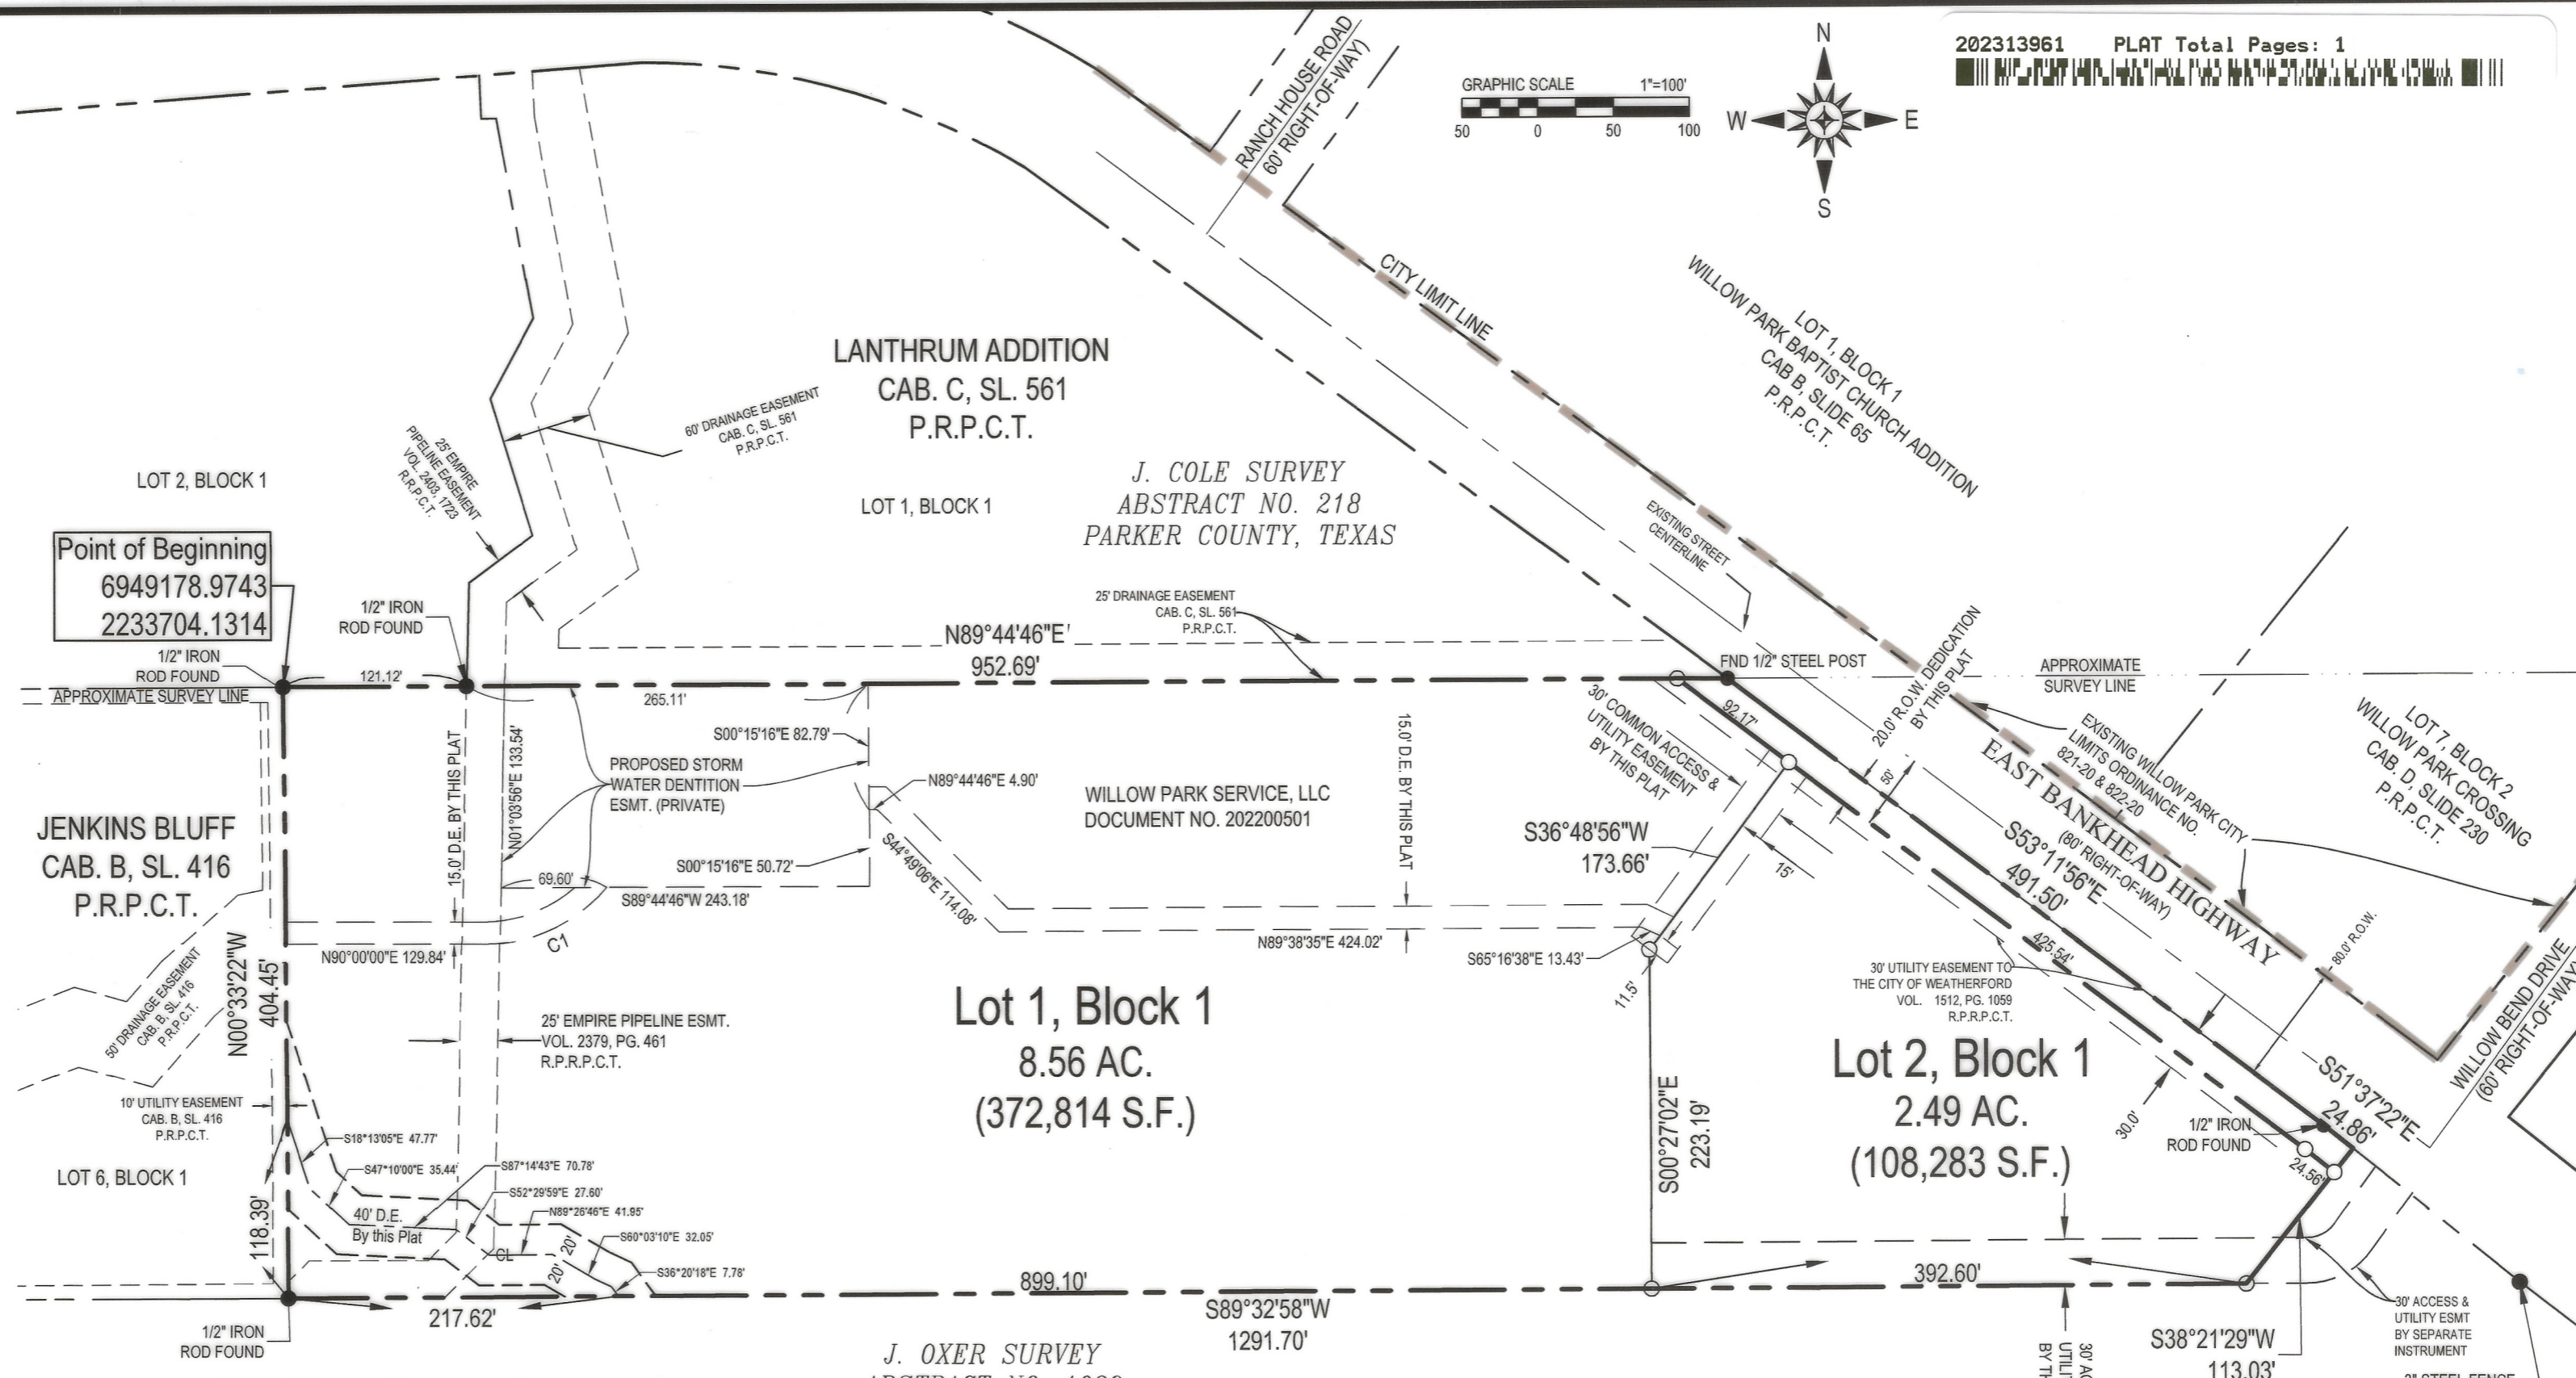 202313961 PLAT Total Pages: 1
N
W
E
S
GRAPHIC SCALE 1"=100'
50 0 50 100
RANCH HOUSE ROAD
60' RIGHT-OF-WAY)
CITY LIMIT LINE
LOT 1, BLOCK 1
WILLOW PARK BAPTIST CHURCH ADDITION
CAB B, SLIDE 65
P.R.P.C.T.
LANTHRUM ADDITION
CAB. C, SL. 561
P.R.P.C.T.
60' DRAINAGE EASEMENT
CAB. C, SL. 561
P.R.P.C.T.
25' EMPIRE
PIPELINE EASEMENT
VOL. 2403, 1723
R.R.P.C.T.
LOT 2, BLOCK 1
LOT 1, BLOCK 1
J. COLE SURVEY
ABSTRACT NO. 218
PARKER COUNTY, TEXAS
EXISTING STREET
CENTERLINE
Point of Beginning
6949178.9743
2233704.1314
1/2" IRON
ROD FOUND
1/2" IRON
ROD FOUND
APPROXIMATE SURVEY LINE
121.12'
265.11'
25' DRAINAGE EASEMENT
CAB. C, SL. 561
P.R.P.C.T.
N89°44'46"E'
952.69'
FND 1/2" STEEL POST
20.0' R.O.W. DEDICATION
BY THIS PLAT
APPROXIMATE
SURVEY LINE
92.17'
30' COMMON ACCESS &
UTILITY EASEMENT
BY THIS PLAT
15.0' D.E. BY THIS PLAT
N01°03'56"E 133.54'
15.0' D.E. BY THIS PLAT
S00°15'16"E 82.79'
PROPOSED STORM
WATER DENTITION
ESMT. (PRIVATE)
N89°44'46"E 4.90'
WILLOW PARK SERVICE, LLC
DOCUMENT NO. 202200501
S00°15'16"E 50.72'
69.60'
S89°44'46"W 243.18'
S44°49'06"E 114.08'
S36°48'56"W
173.66'
15'
50'
EXISTING WILLOW PARK CITY
LIMITS ORDINANCE NO.
821-20 & 822-20
LOT 7, BLOCK 2
WILLOW PARK CROSSING
CAB. D, SLIDE 230
P.R.P.C.T.
EAST BANKHEAD HIGHWAY
(80' RIGHT-OF-WAY)
S53°11'56"E
491.50'
425.54'
80.0' R.O.W.
JENKINS BLUFF
CAB. B, SL. 416
P.R.P.C.T.
N00°33'22"W
404.45'
50' DRAINAGE EASEMENT
CAB. B, SL. 416
P.R.P.C.T.
N90°00'00"E 129.84'
C1
N89°38'35"E 424.02'
S65°16'38"E 13.43'
11.5'
30' UTILITY EASEMENT TO
THE CITY OF WEATHERFORD
VOL. 1512, PG. 1059
R.P.R.P.C.T.
Lot 1, Block 1
8.56 AC.
(372,814 S.F.)
Lot 2, Block 1
2.49 AC.
(108,283 S.F.)
25' EMPIRE PIPELINE ESMT.
VOL. 2379, PG. 461
R.P.R.P.C.T.
S00°27'02"E
223.19'
30.0'
1/2" IRON
ROD FOUND
S51°37'22"E
24.86'
24.56'
WILLOW BEND DRIVE
(60' RIGHT-OF-WAY)
10' UTILITY EASEMENT
CAB. B, SL. 416
P.R.P.C.T.
LOT 6, BLOCK 1
118.39'
S18°13'05"E 47.77'
S47°10'00"E 35.44'
S87°14'43"E 70.78'
S52°29'59"E 27.60'
N89°26'46"E 41.95'
S60°03'10"E 32.05'
S36°20'18"E 7.78'
40' D.E.
By this Plat
CL
20'
20'
217.62'
899.10'
S89°32'58"W
1291.70'
392.60'
1/2" IRON
ROD FOUND
J. OXER SURVEY
S38°21'29"W
113.03'
30' ACCESS &
UTILITY ESMT
BY SEPARATE
INSTRUMENT